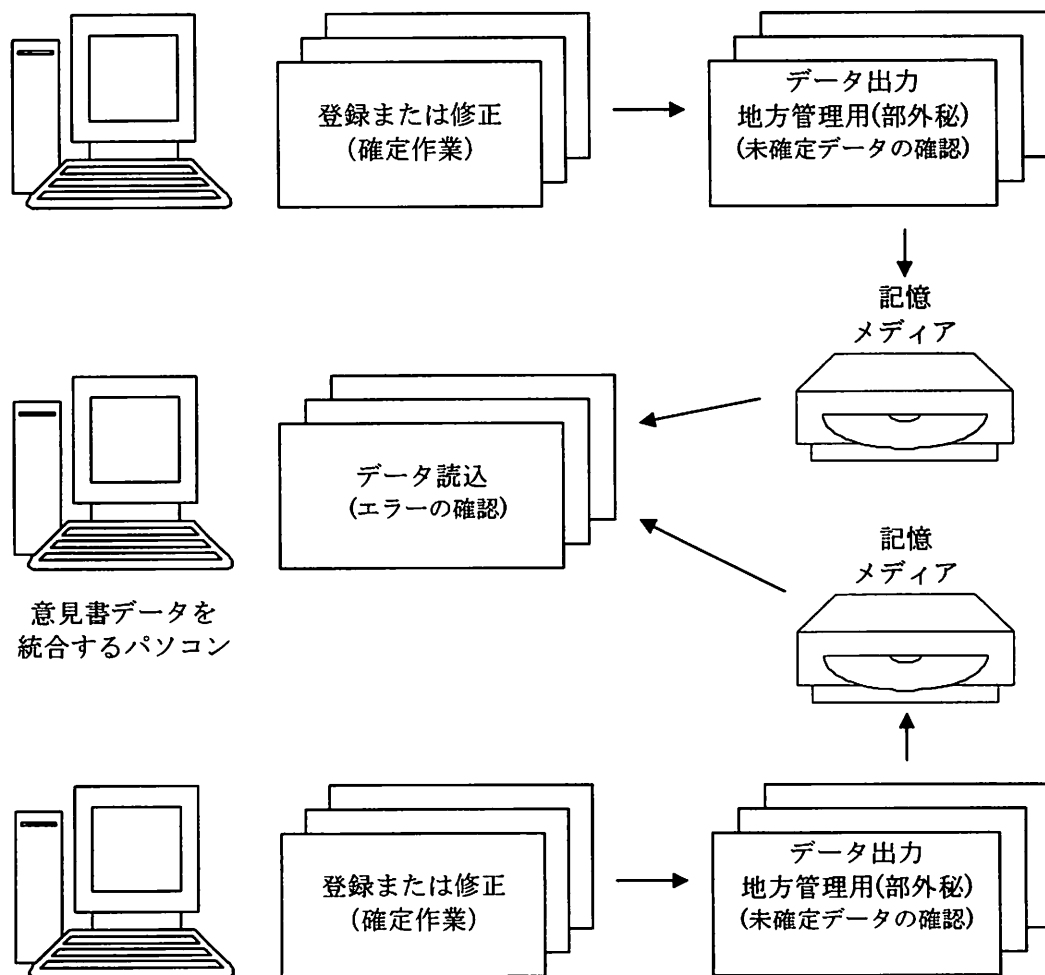 登録または修正
(確定作業)
データ出力
地方管理用(部外秘)
(未確定データの確認)
記憶
メディア
データ読込
(エラーの確認)
意見書データを
統合するパソコン
記憶
メディア
登録または修正
(確定作業)
データ出力
地方管理用(部外秘)
(未確定データの確認)